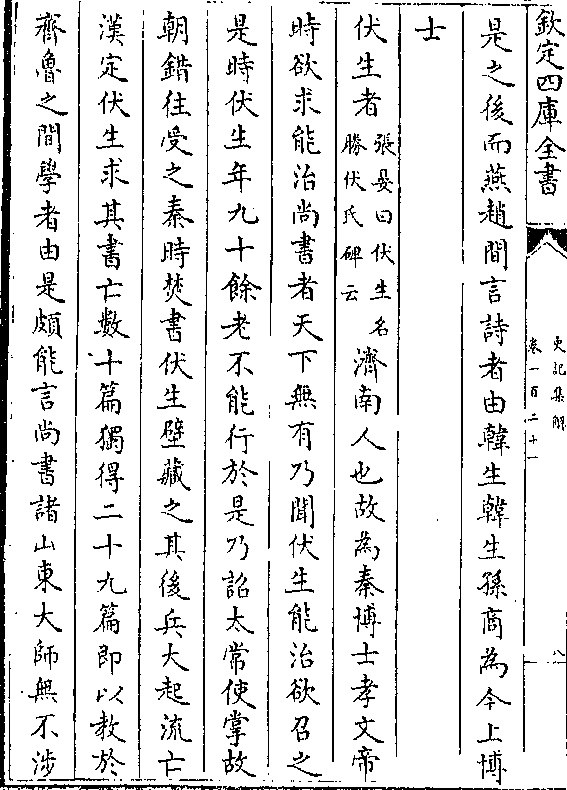 欽定四庫全書
史記集解
卷一百二十一
八
是之後而燕趙間言詩者由韓生韓生孫商為今上博
士
伏生者
張晏曰伏生名
勝伏氏碑云
濟南人也故為秦博士孝文帝
時欲求能治尚書者天下無有乃聞伏生能治欲召之
是時伏生年九十餘老不能行於是乃詔太常使掌故
朝錯往受之秦時焚書伏生壁藏之其後兵大起流亡
漢定伏生求其書亡數十篇獨得二十九篇即以教於
齊魯之間學者由是頗能言尚書諸山東大師無不涉